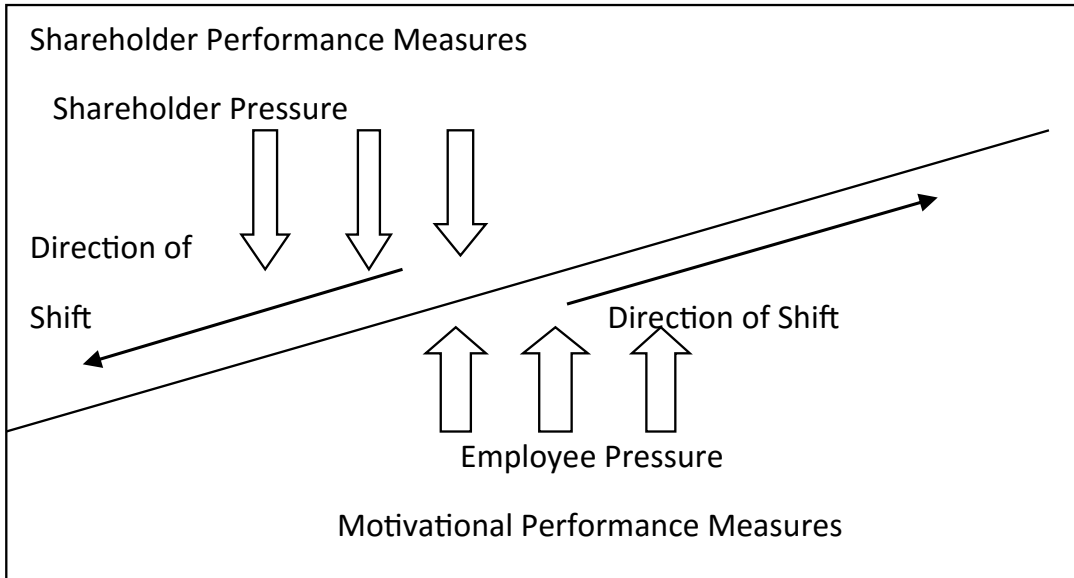 Shareholder Performance Measures
Shareholder Pressure
Direction of
Shift
Direction of Shift
Employee Pressure
Motivational Performance Measures